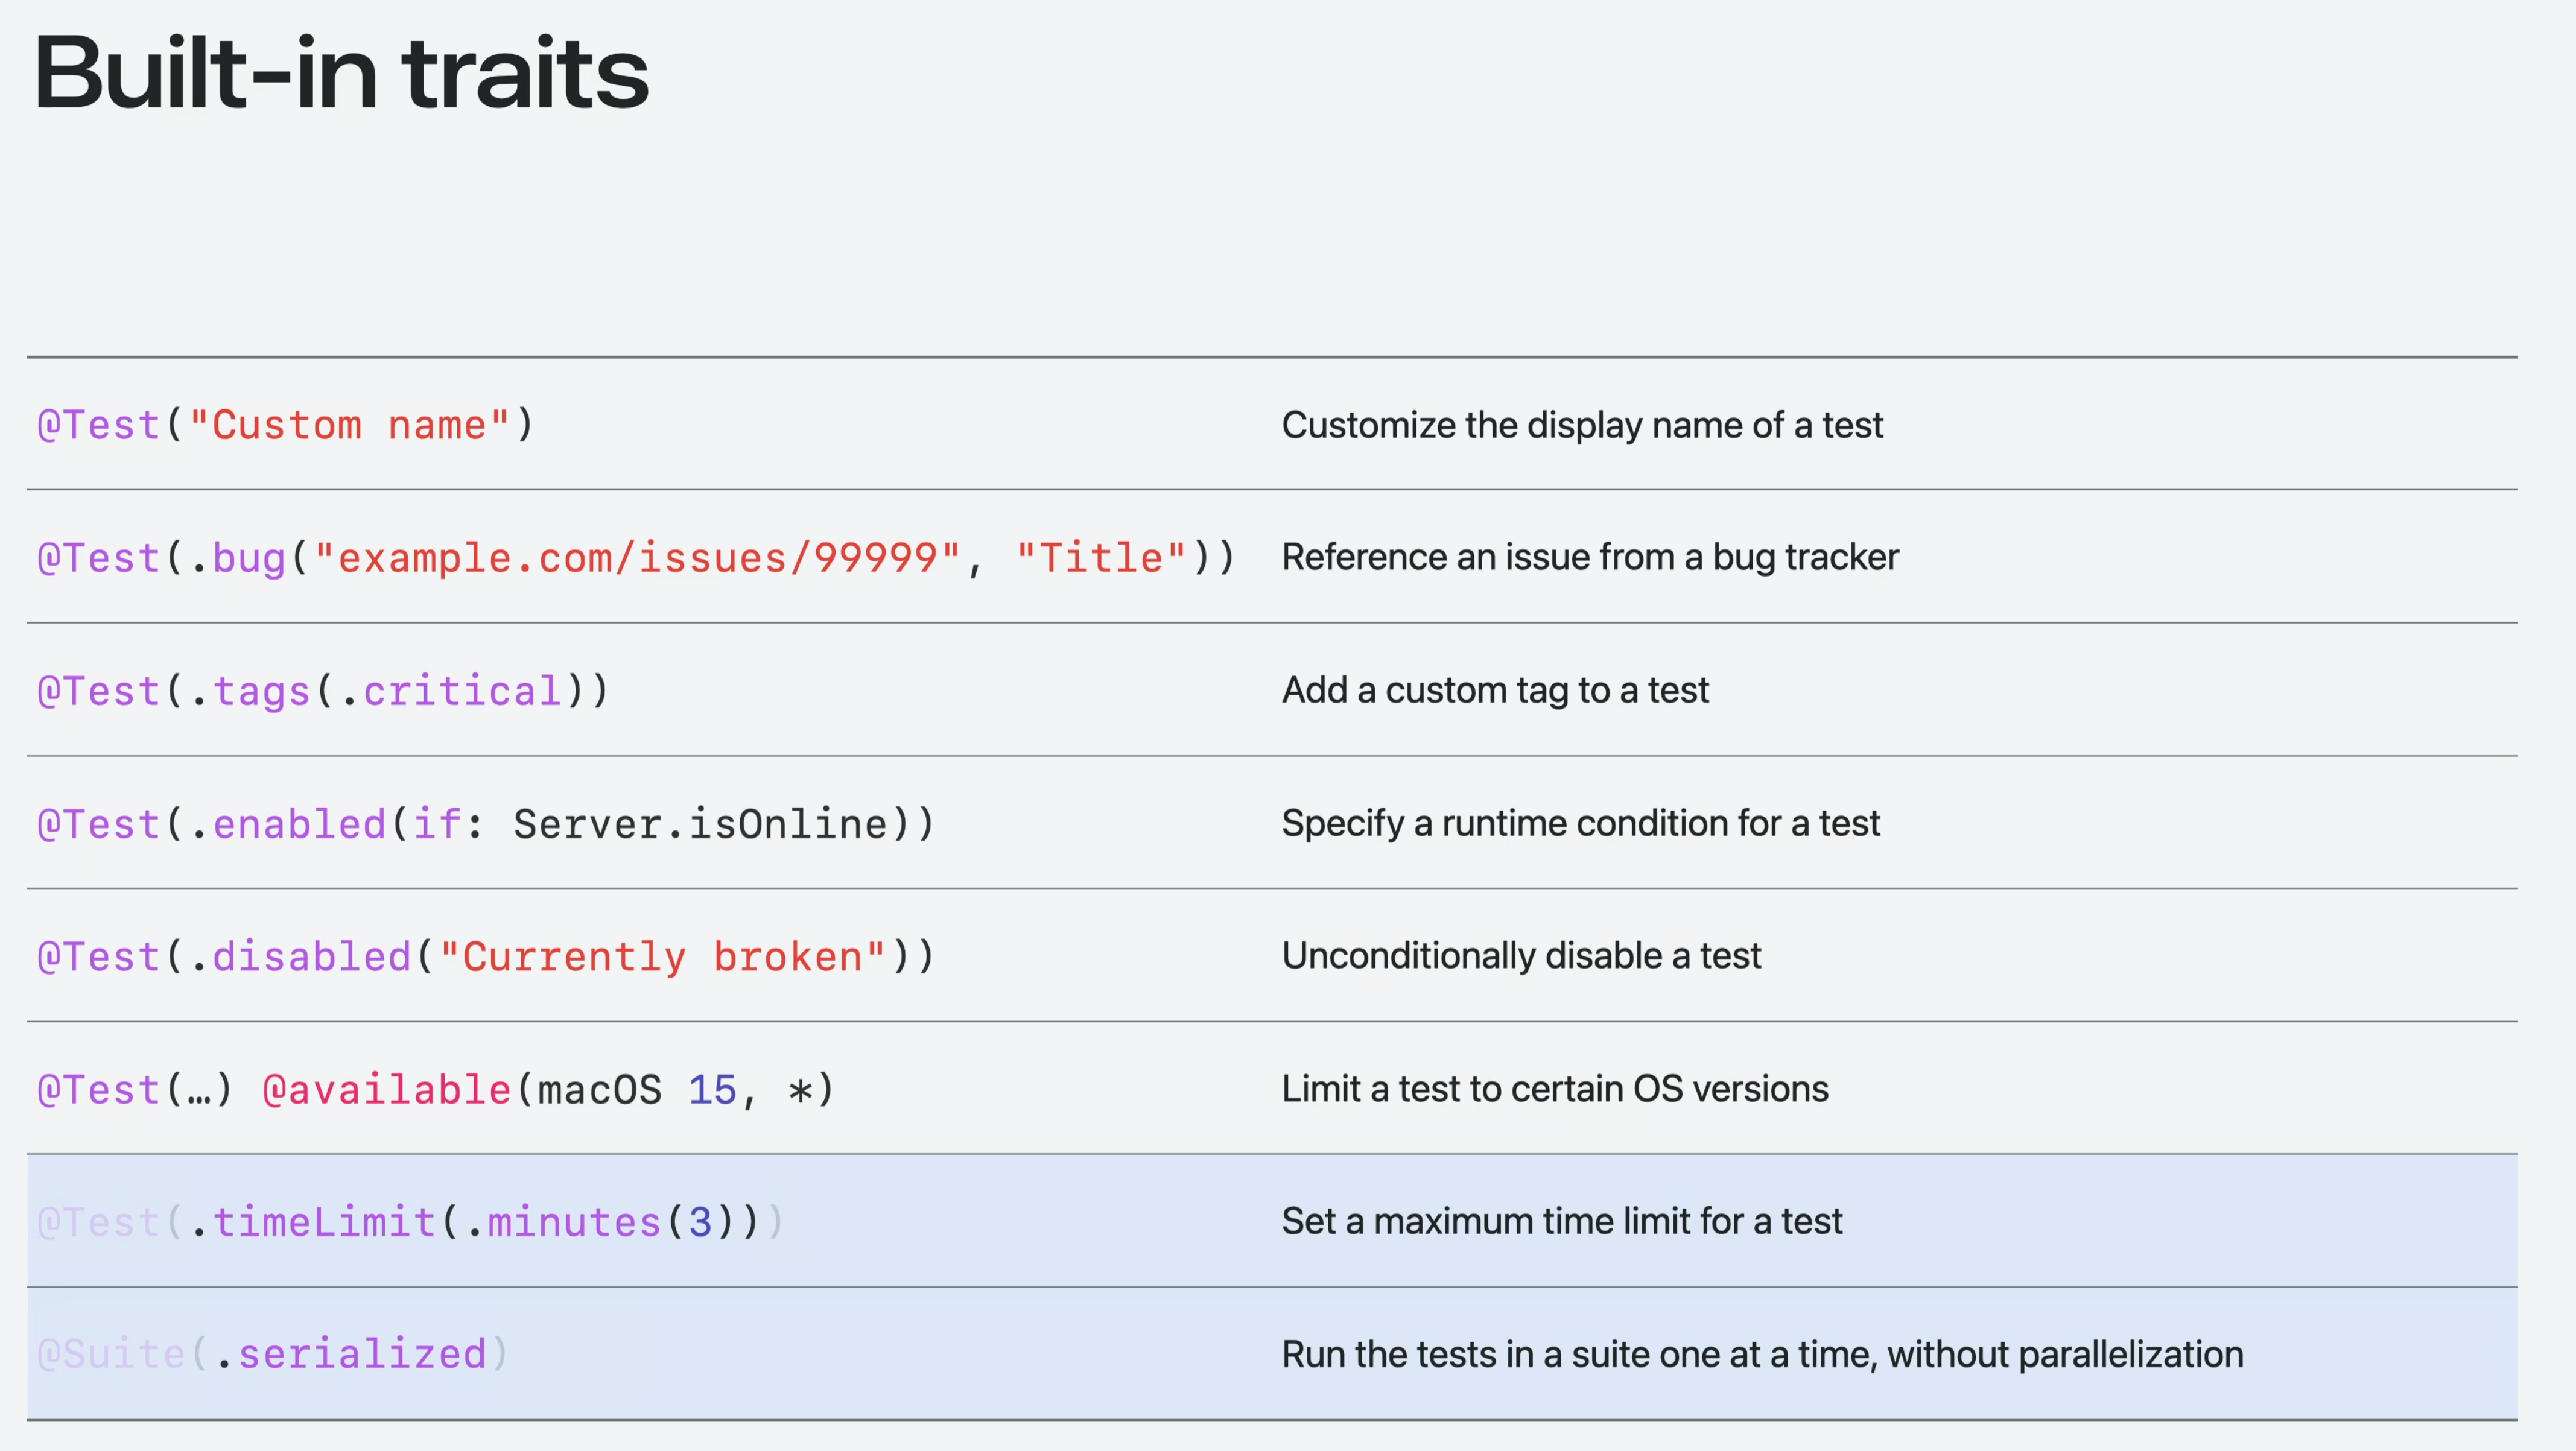 Built-in traits
@Test("Custom name") Customize the display name of a test
@Test(.bug("example.com/issues/99999", "Title")) Reference an issue from a bug tracker
@Test(.tags(.critical)) Add a custom tag to a test
@Test(.enabled(if: Server.isOnline)) Specify a runtime condition for a test
@Test(.disabled("Currently broken")) Unconditionally disable a test
@Test(…) @available(macOS 15, *) Limit a test to certain OS versions
@Test(.timeLimit(.minutes(3))) Set a maximum time limit for a test
@Suite(.serialized) Run the tests in a suite one at a time, without parallelization